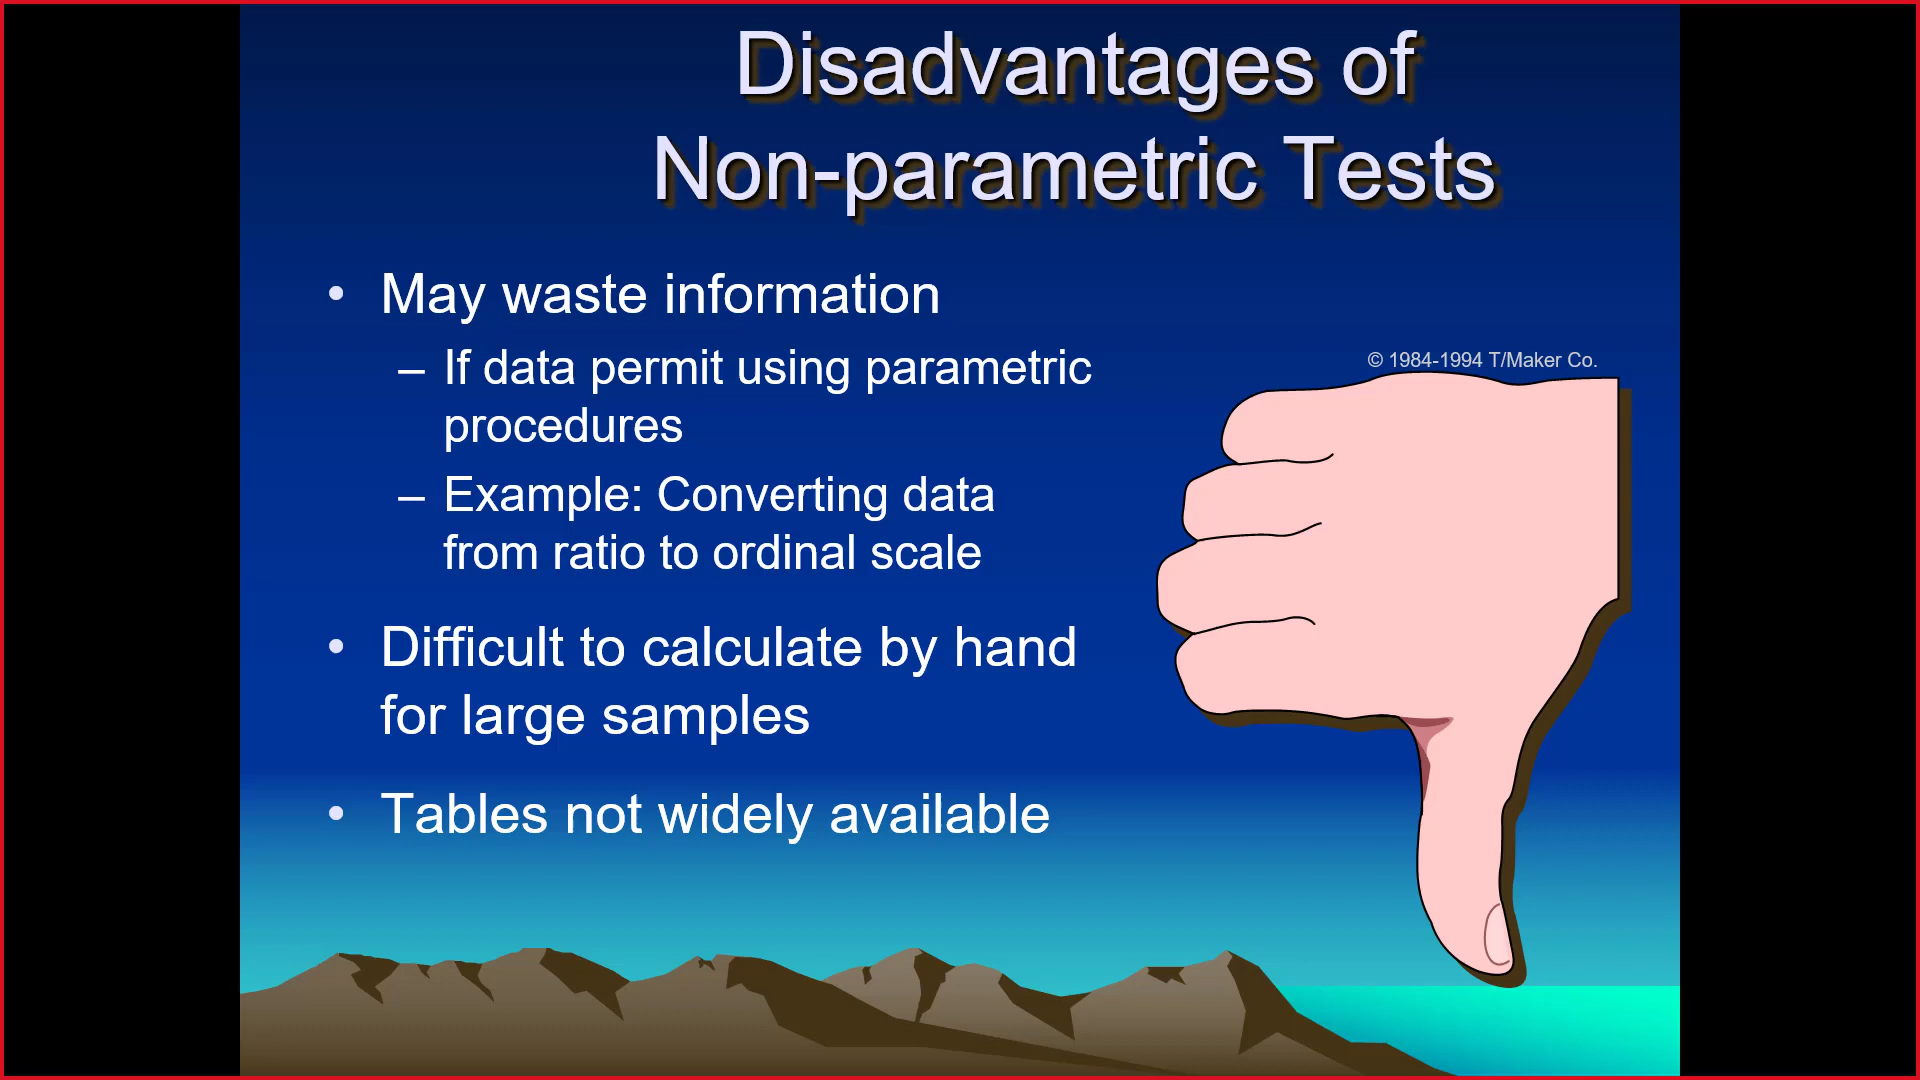 Disadvantages of
Non-parametric Tests
• May waste information
– If data permit using parametric
procedures
– Example: Converting data
from ratio to ordinal scale
© 1984-1994 T/Maker Co.
• Difficult to calculate by hand
for large samples
• Tables not widely available